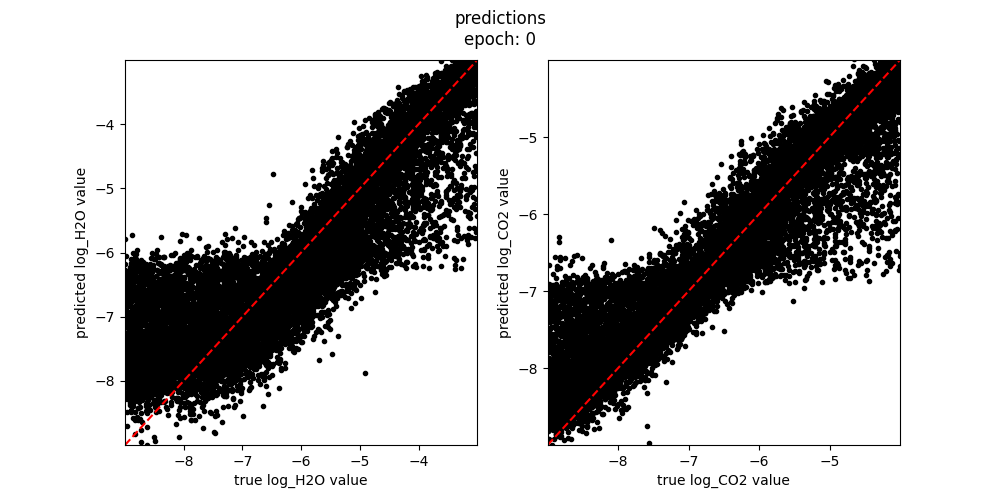 predictions
epoch: 0
predicted log_H2O value
−4
−5
−6
−7
−8
−8 −7 −6 −5 −4
true log_H2O value
predicted log_CO2 value
−5
−6
−7
−8
−8 −7 −6 −5
true log_CO2 value